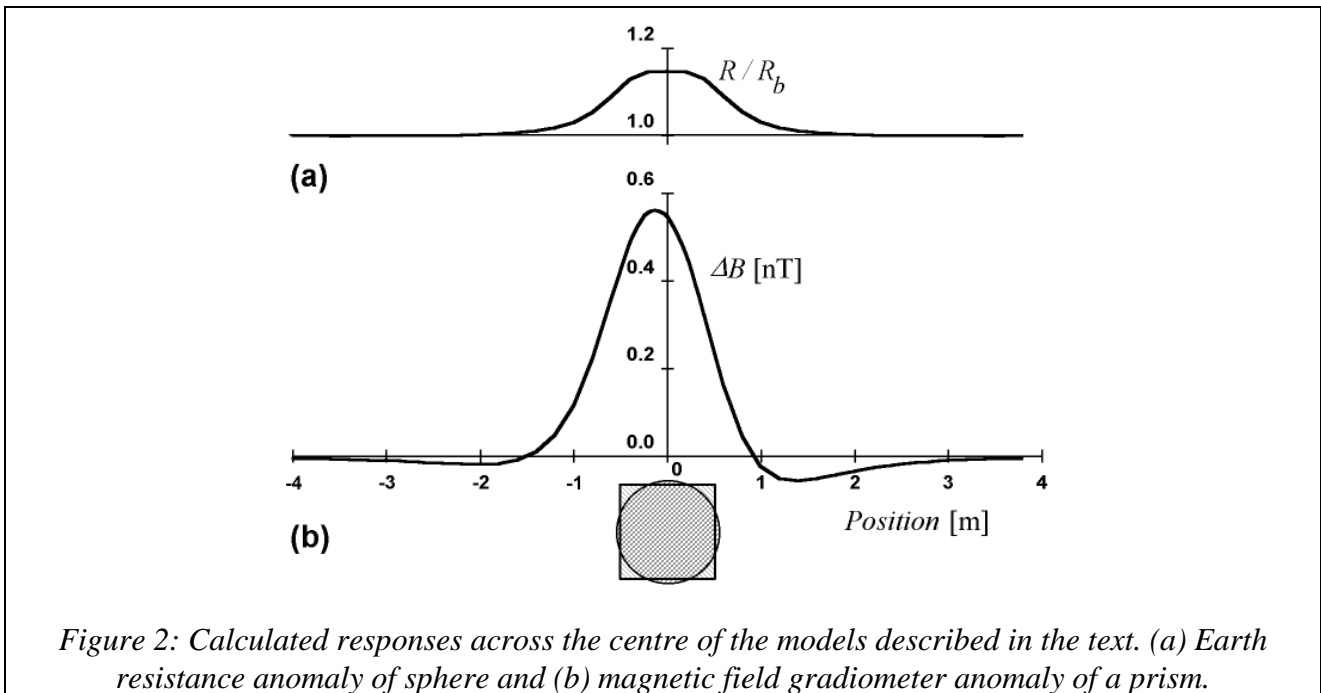 1.2
R / R_b
1.0
(a)
0.6
ΔB [nT]
0.4
0.2
0.0
-4 -3 -2 -1 0 1 2 3 4
Position [m]
(b)
Figure 2: Calculated responses across the centre of the models described in the text. (a) Earth
resistance anomaly of sphere and (b) magnetic field gradiometer anomaly of a prism.